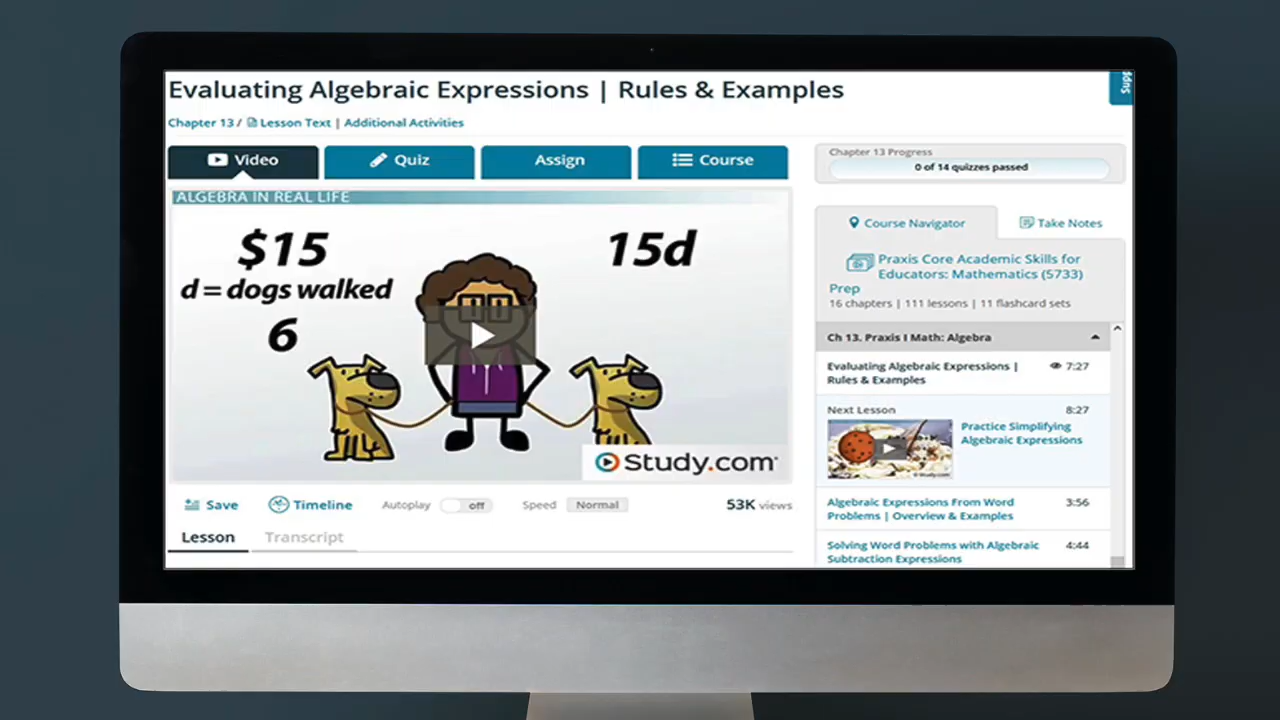 Evaluating Algebraic Expressions | Rules & Examples
Chapter 13 / Lesson Text | Additional Activities
Video
Quiz
Assign
Course
ALGEBRA IN REAL LIFE
$15
d = dogs walked
6
15d
Study.com
Save
Timeline
Autoplay
off
Speed
Normal
53K views
Lesson
Transcript
Chapter 13 Progress
0 of 14 quizzes passed
Course Navigator
Take Notes
Praxis Core Academic Skills for
Educators: Mathematics (5733)
Prep
16 chapters | 111 lessons | 11 flashcard sets
Ch 13. Praxis I Math: Algebra
Evaluating Algebraic Expressions |
Rules & Examples
7:27
Next Lesson
8:27
Practice Simplifying
Algebraic Expressions
Study.com
Algebraic Expressions From Word
Problems | Overview & Examples
3:56
Solving Word Problems with Algebraic
Subtraction Expressions
4:44